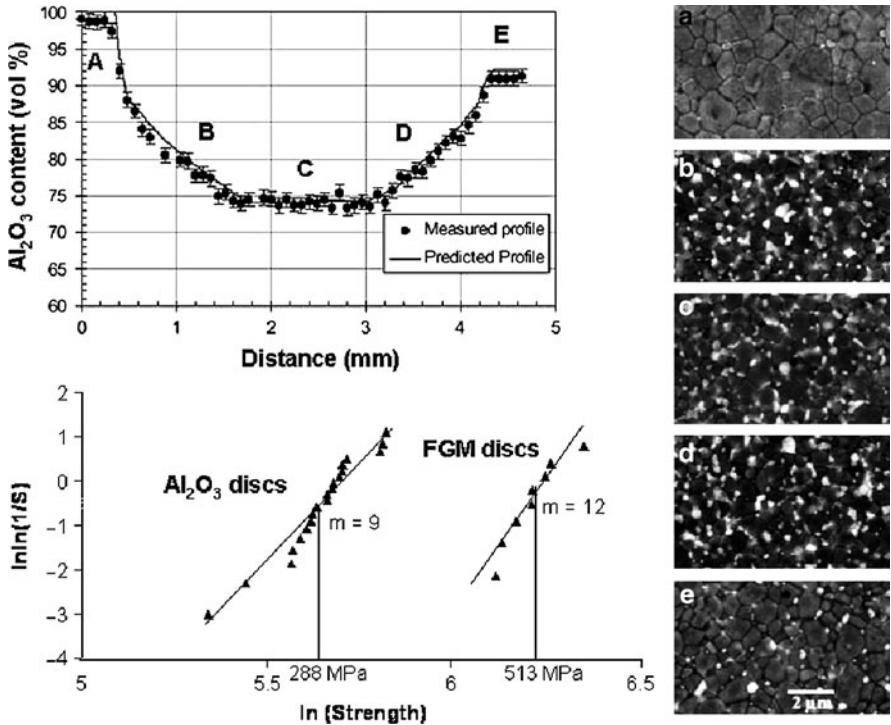 100
95
90
85
80
75
70
65
60
Al₂O₃ content (vol %)
A
B
C
D
E
Measured profile
Predicted Profile
0 1 2 3 4 5
Distance (mm)
2
1
0
-1
-2
-3
-4
lnln(1/S)
Al₂O₃ discs
m = 9
FGM discs
m = 12
5 5.5 6 6.5
288 MPa 513 MPa
ln (Strength)
a
b
c
d
e
2 μm